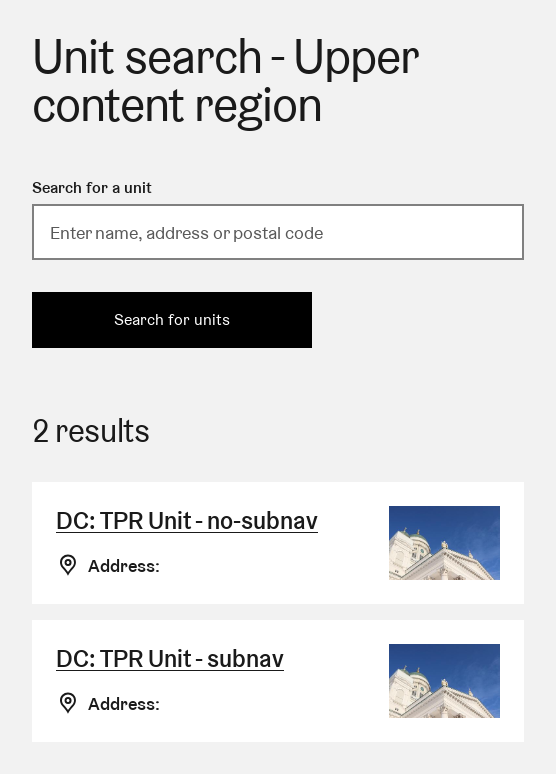 Unit search - Upper
content region
Search for a unit
Enter name, address or postal code
Search for units
2 results
DC: TPR Unit - no-subnav
Address:
DC: TPR Unit - subnav
Address: